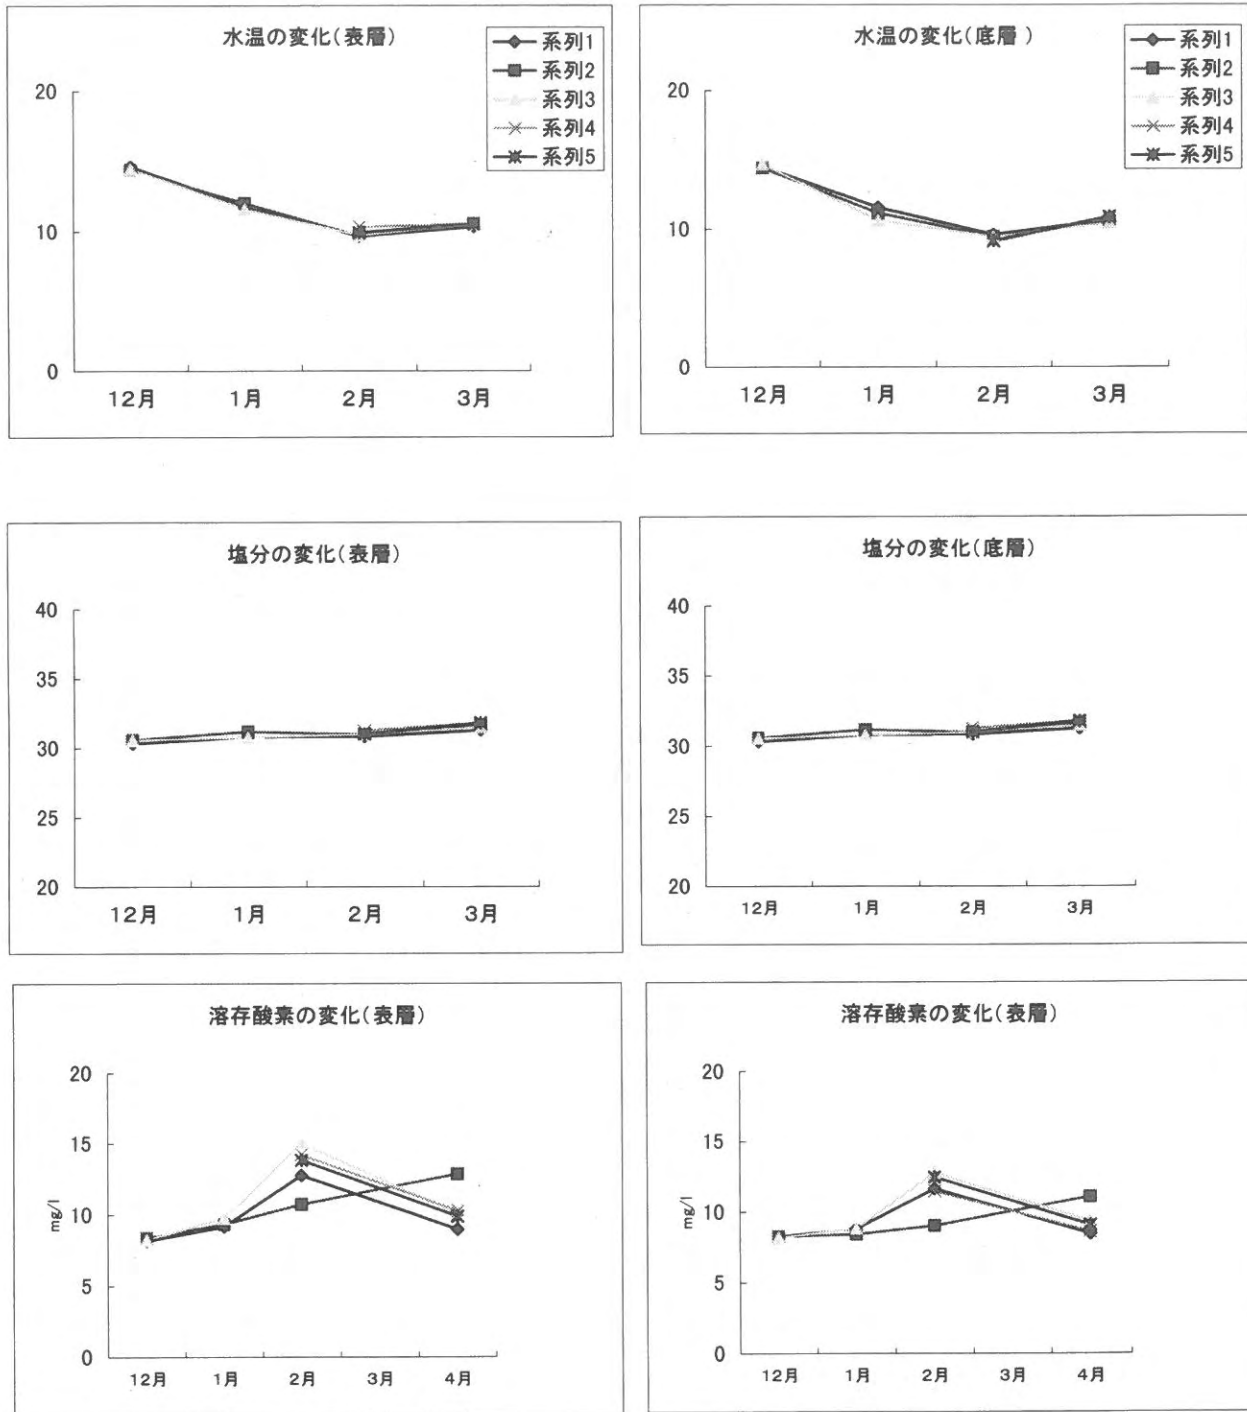 水温の変化(表層)
系列1
系列2
系列3
系列4
系列5
20
10
0
12月 1月 2月 3月
水温の変化(底層 )
系列1
系列2
系列3
系列4
系列5
20
10
0
12月 1月 2月 3月
塩分の変化(表層)
40
35
30
25
20
12月 1月 2月 3月
塩分の変化(底層)
40
35
30
25
20
12月 1月 2月 3月
溶存酸素の変化(表層)
20
15
10
5
0
mg/l
12月 1月 2月 3月 4月
溶存酸素の変化(表層)
20
15
10
5
0
mg/l
12月 1月 2月 3月 4月